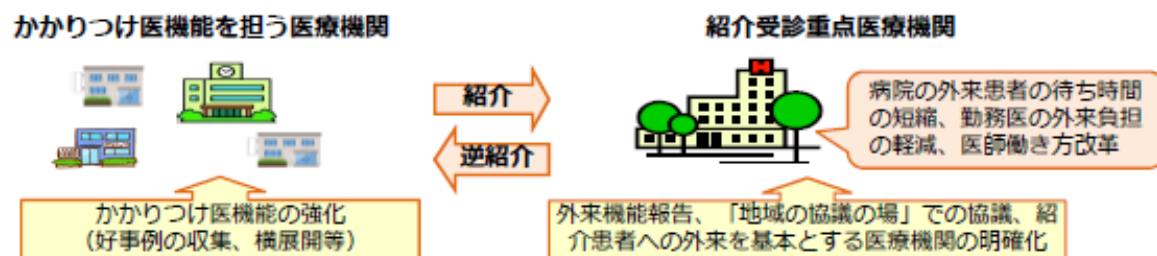 かかりつけ医機能を担う医療機関
紹介受診重点医療機関
紹介
逆紹介
病院の外来患者の待ち時間
の短縮、勤務医の外来負担
の軽減、医師働き方改革
かかりつけ医機能の強化
（好事例の収集、横展開等）
外来機能報告、「地域の協議の場」での協議、紹
介患者への外来を基本とする医療機関の明確化
H